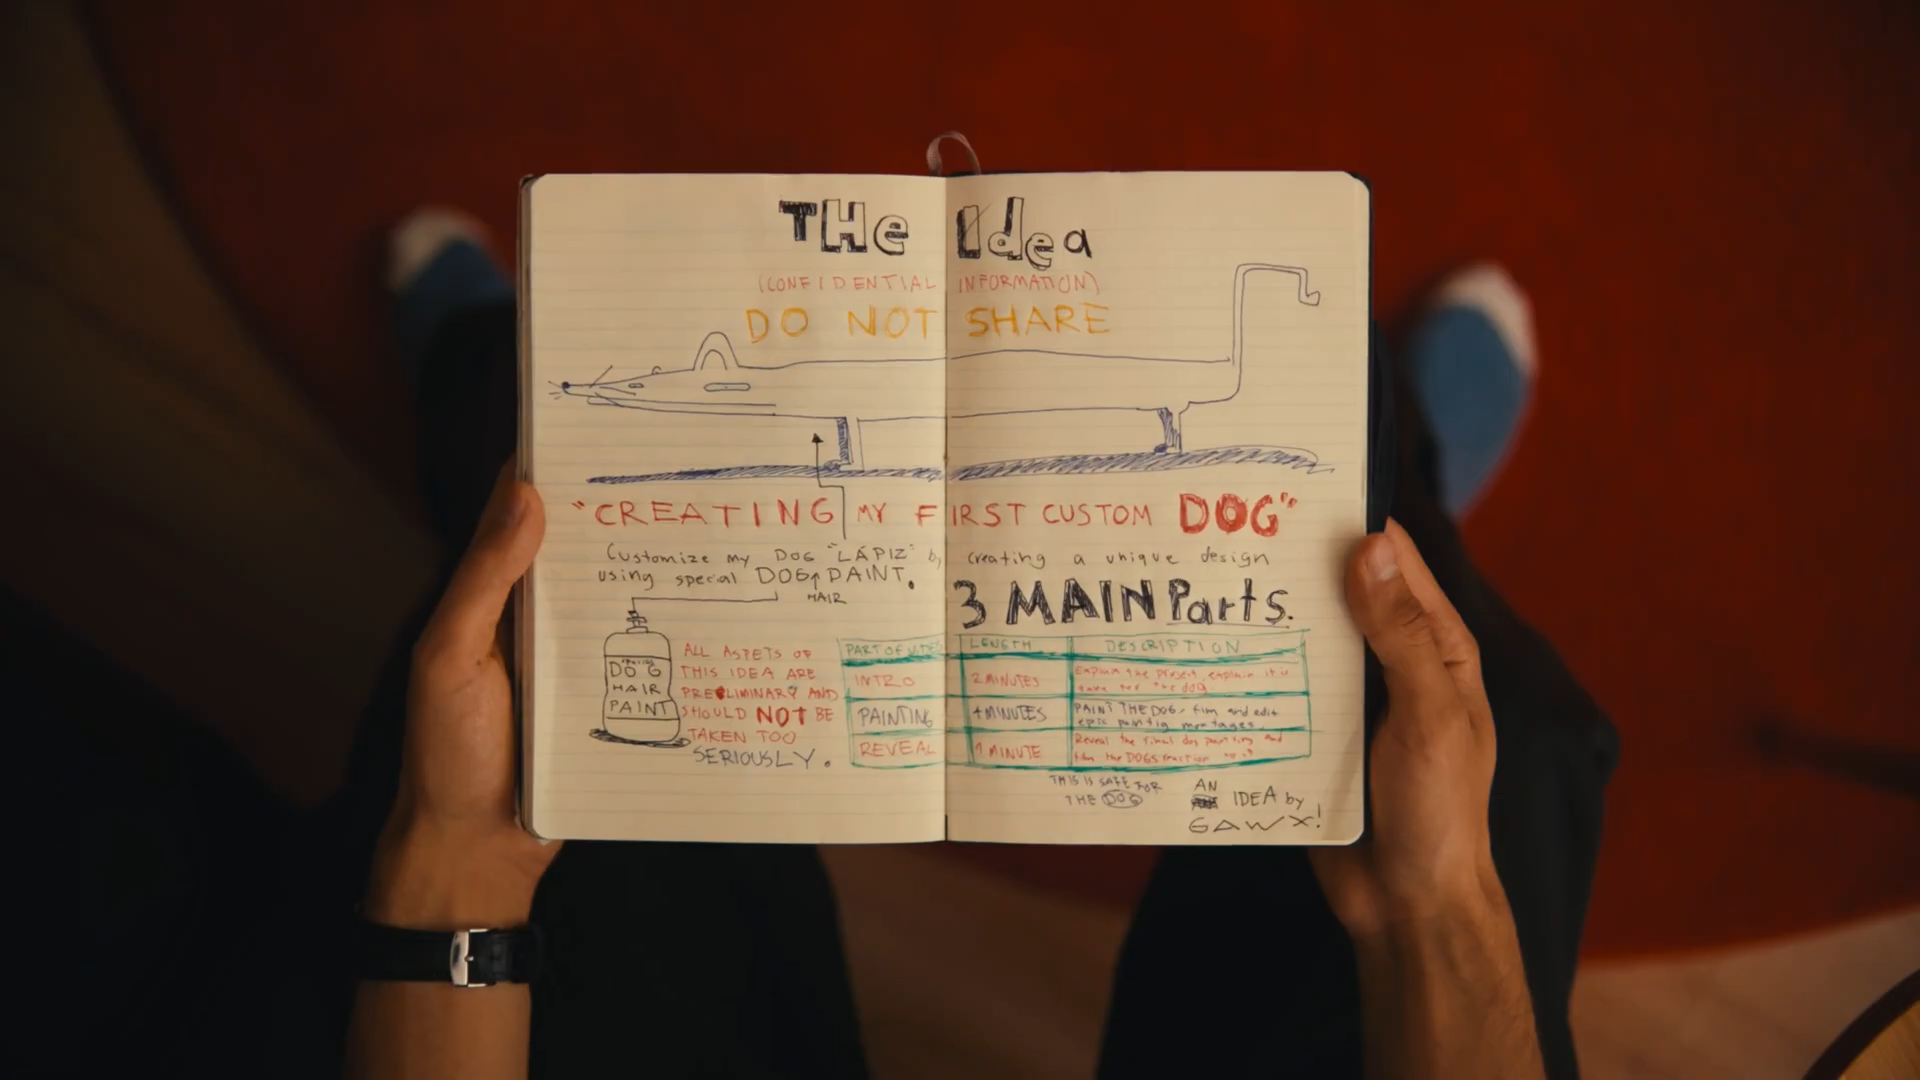 THe Idea
(CONFIDENTIAL INFORMATION)
DO NOT SHARE
"CREATING MY FIRST CUSTOM DOG"
Customize my DOG "LÁPIZ" by creating a unique design
using special DOG PAINT.
HAIR
3 MAIN Parts.
DOG
HAIR
PAINT
ALL ASPETS OF
THIS IDEA ARE
PRELIMINARY AND
SHOULD NOT BE
TAKEN TOO
SERIOUSLY.
PART OF VIDEO LENGTH DESCRIPTION
INTRO 2 MINUTES Explain the project, explain it is
safe for the dog.
PAINTING 4 MINUTES PAINT THE DOG, film and edit
epic paintig montages.
REVEAL 1 MINUTE Reveal the final dog painting and
film the DOGS reaction to it
THIS IS SAFE FOR
THE DOG
AN
IDEA by
GAWX!